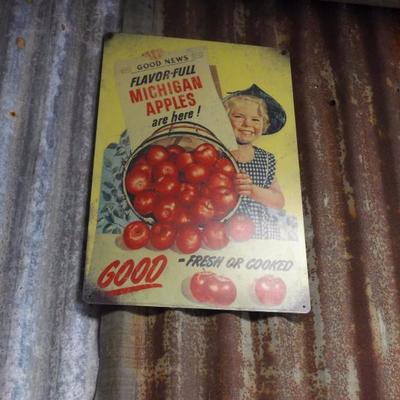 GOOD NEWS
FLAVOR-FULL
MICHIGAN
APPLES
are here!
GOOD - FRESH OR COOKED